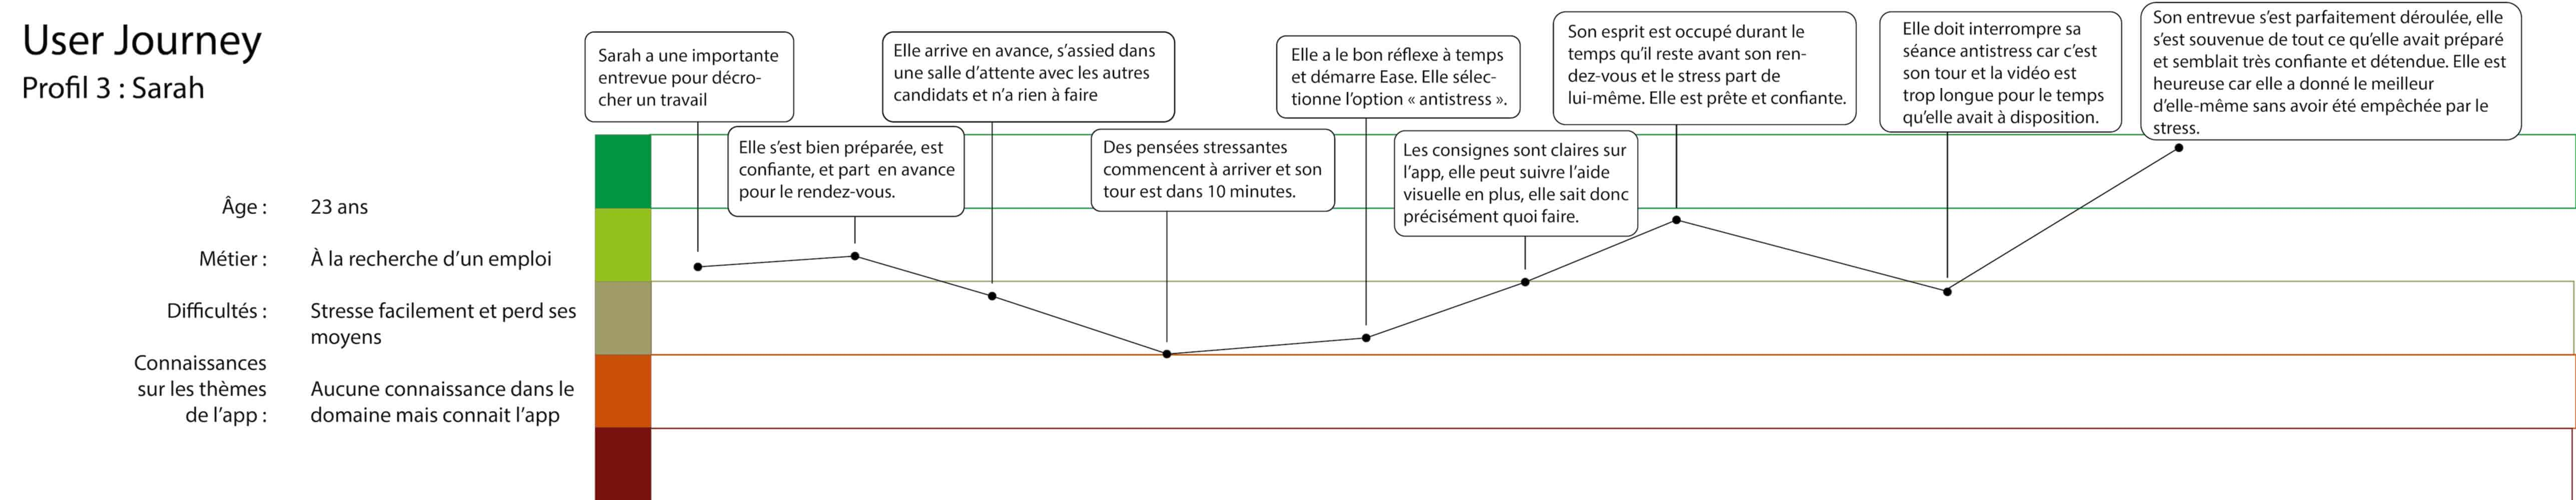 User Journey
Profil 3 : Sarah
Âge :
23 ans
Métier :
À la recherche d'un emploi
Difficultés :
Stresse facilement et perd ses
moyens
Connaissances
sur les thèmes
de l'app :
Aucune connaissance dans le
domaine mais connait l'app
Sarah a une importante
entrevue pour décro-
cher un travail
Elle s'est bien préparée, est
confiante, et part en avance
pour le rendez-vous.
Elle arrive en avance, s'assied dans
une salle d'attente avec les autres
candidats et n'a rien à faire
Des pensées stressantes
commencent à arriver et son
tour est dans 10 minutes.
Elle a le bon réflexe à temps
et démarre Ease. Elle sélec-
tionne l'option « antistress ».
Les consignes sont claires sur
l'app, elle peut suivre l'aide
visuelle en plus, elle sait donc
précisément quoi faire.
Son esprit est occupé durant le
temps qu'il reste avant son ren-
dez-vous et le stress part de
lui-même. Elle est prête et confiante.
Elle doit interrompre sa
séance antistress car c'est
son tour et la vidéo est
trop longue pour le temps
qu'elle avait à disposition.
Son entrevue s'est parfaitement déroulée, elle
s'est souvenue de tout ce qu'elle avait préparé
et semblait très confiante et détendue. Elle est
heureuse car elle a donné le meilleur
d'elle-même sans avoir été empêchée par le
stress.